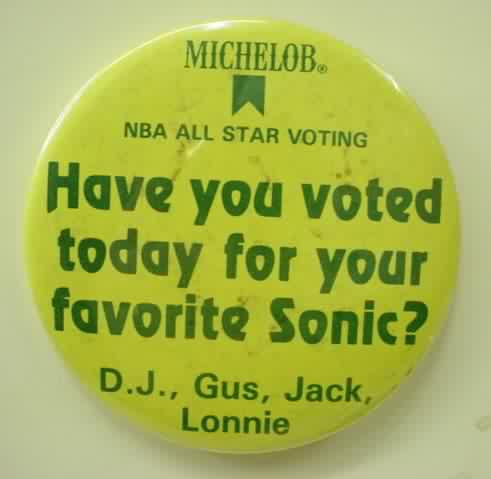 MICHELOB®
NBA ALL STAR VOTING
Have you voted
today for your
favorite Sonic?
D.J., Gus, Jack,
Lonnie